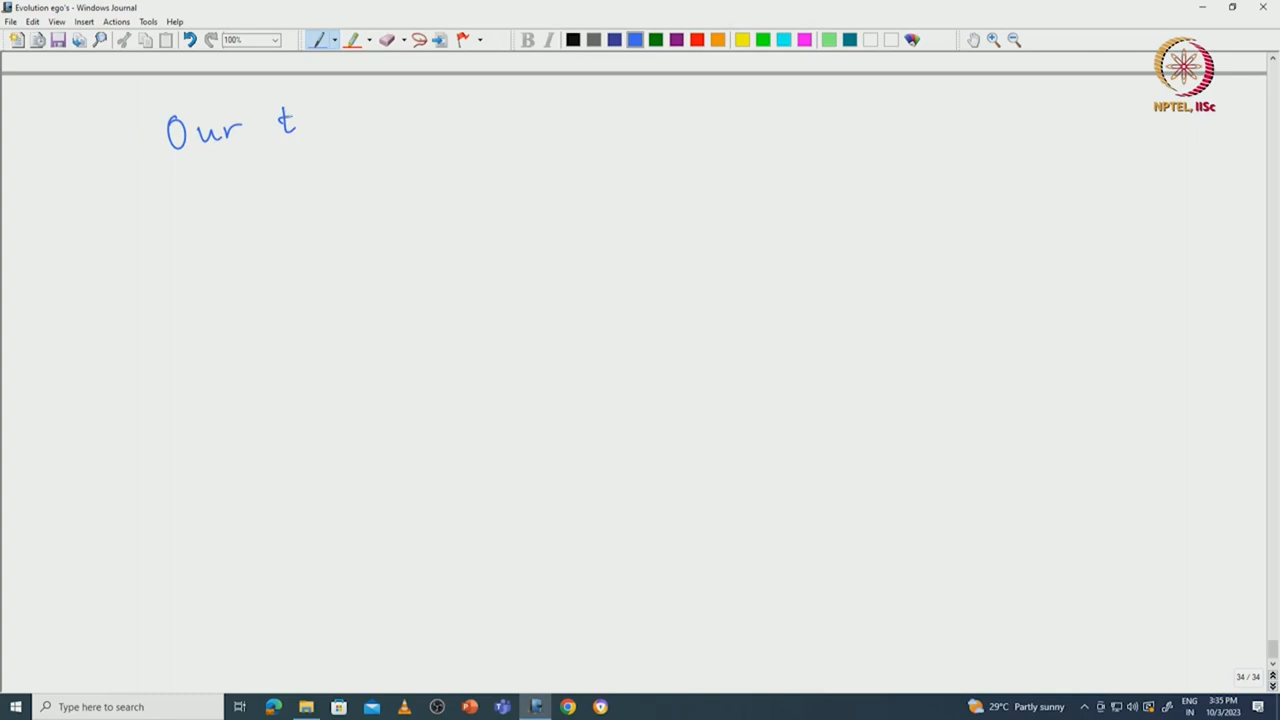 Evolution eqo's - Windows Journal
File Edit View Insert Actions Tools Help
100%
B I
NPTEL, IISc
Our t
34 / 34
Type here to search
29°C Partly sunny
ENG
IN
3:35 PM
10/3/2023